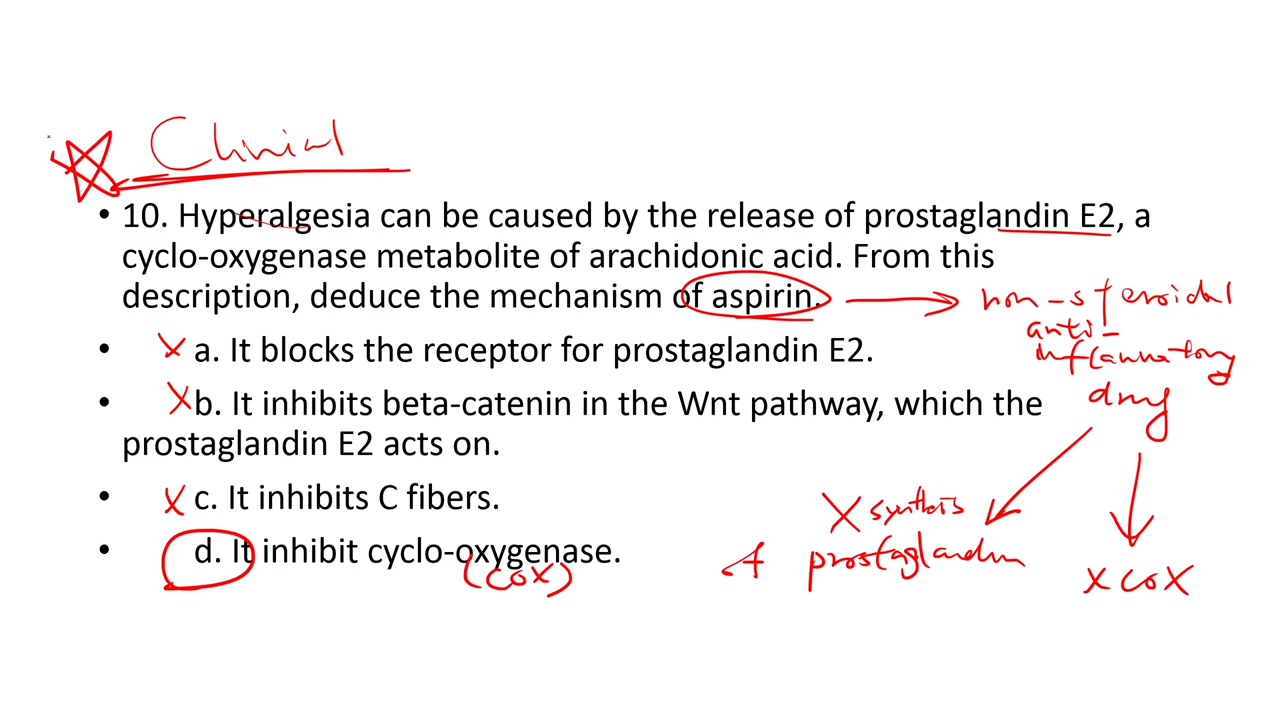 Clinical
• 10. Hyperalgesia can be caused by the release of prostaglandin E2, a
cyclo-oxygenase metabolite of arachidonic acid. From this
description, deduce the mechanism of aspirin.
non-steroidal
anti-
inflammatory
drug
• X a. It blocks the receptor for prostaglandin E2.
• X b. It inhibits beta-catenin in the Wnt pathway, which the
prostaglandin E2 acts on.
• X c. It inhibits C fibers.
• d. It inhibit cyclo-oxygenase.
(COX)
X synthesis
prostaglandin
X COX